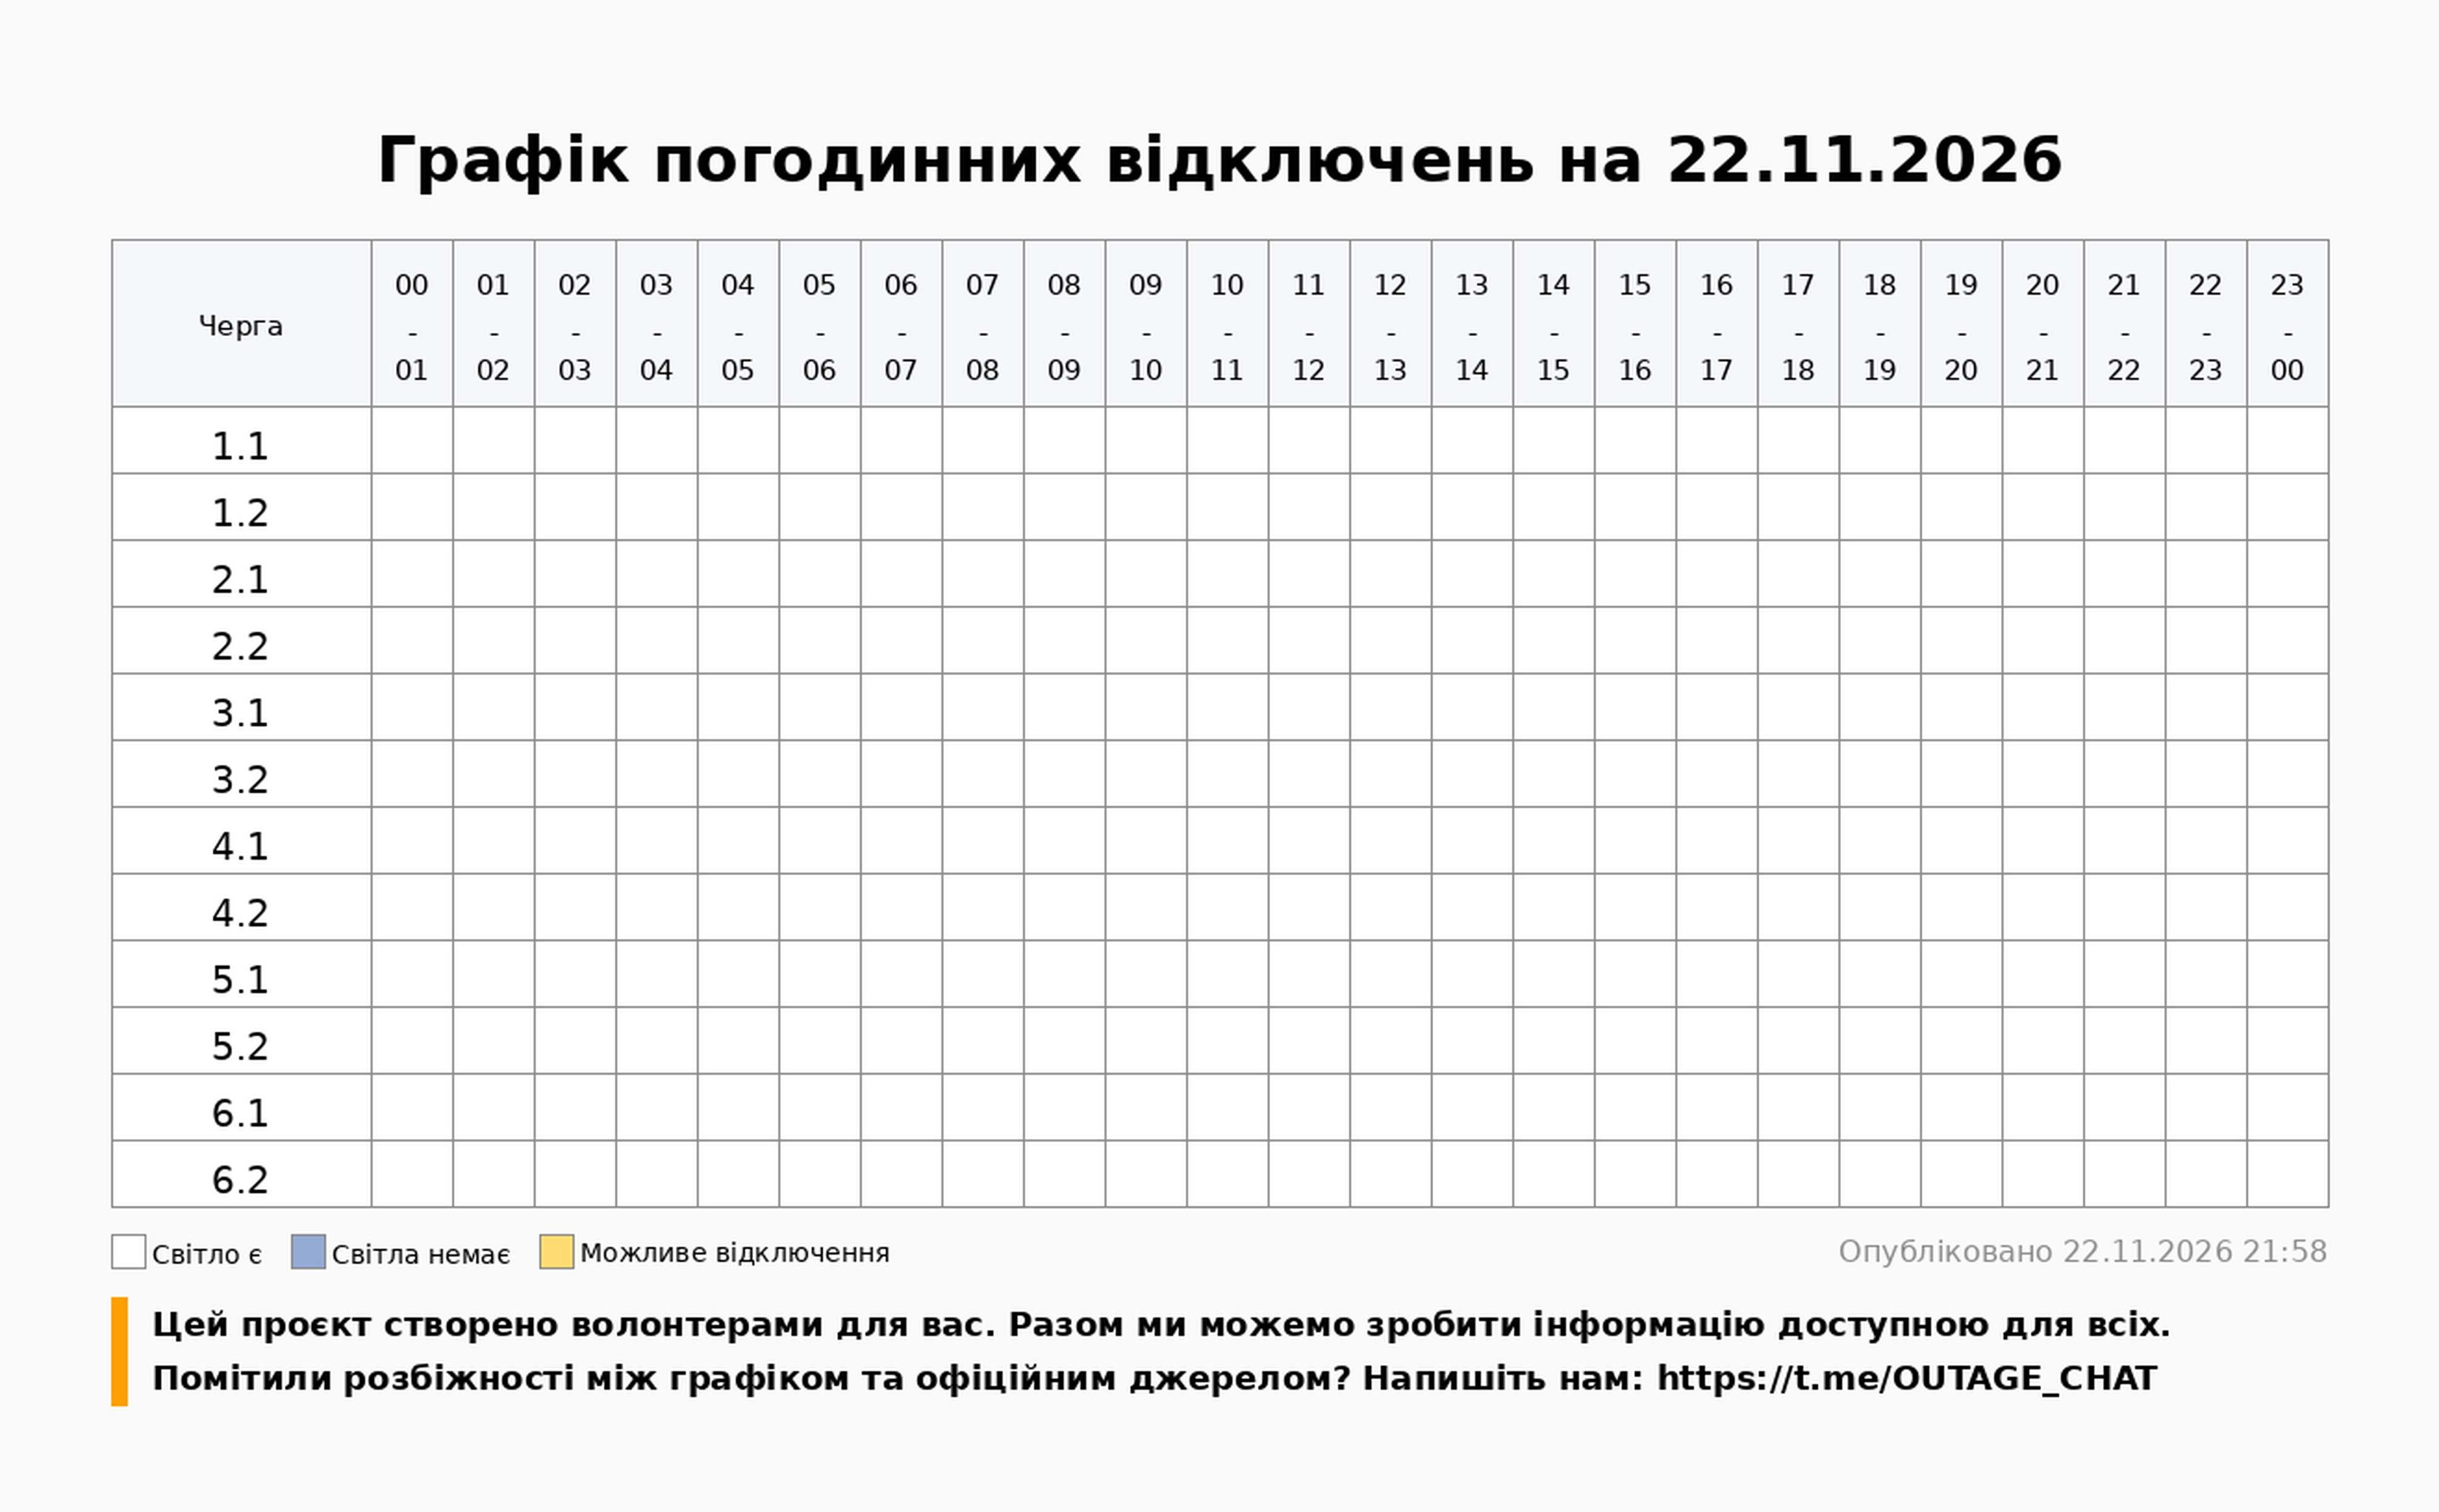 Графік погодинних відключень на 22.11.2026
Черга 00 - 01 01 - 02 02 - 03 03 - 04 04 - 05 05 - 06 06 - 07 07 - 08 08 - 09 09 - 10 10 - 11 11 - 12 12 - 13 13 - 14 14 - 15 15 - 16 16 - 17 17 - 18 18 - 19 19 - 20 20 - 21 21 - 22 22 - 23 23 - 00
1.1
1.2
2.1
2.2
3.1
3.2
4.1
4.2
5.1
5.2
6.1
6.2
Світло є Світла немає Можливе відключення Опубліковано 22.11.2026 21:58
Цей проєкт створено волонтерами для вас. Разом ми можемо зробити інформацію доступною для всіх.
Помітили розбіжності між графіком та офіційним джерелом? Напишіть нам: https://t.me/OUTAGE_CHAT